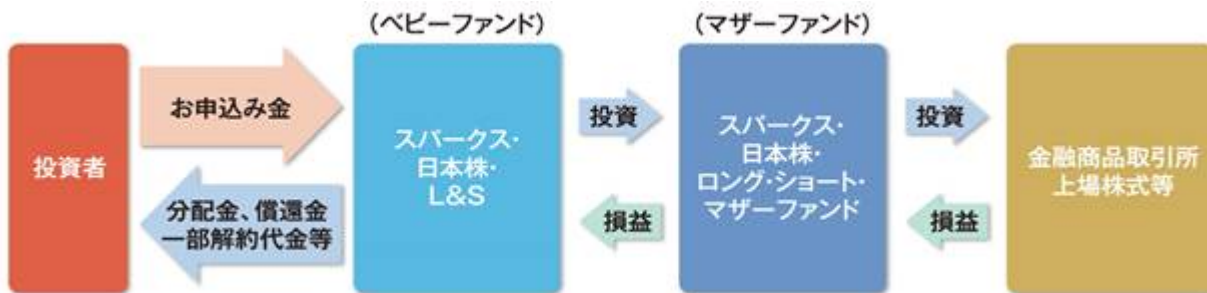 （ベビーファンド）
（マザーファンド）
投資者
お申込み金
分配金、償還金
一部解約代金等
スパークス・
日本株・
L&S
投資
損益
スパークス・
日本株・
ロング・ショート・
マザーファンド
投資
損益
金融商品取引所
上場株式等